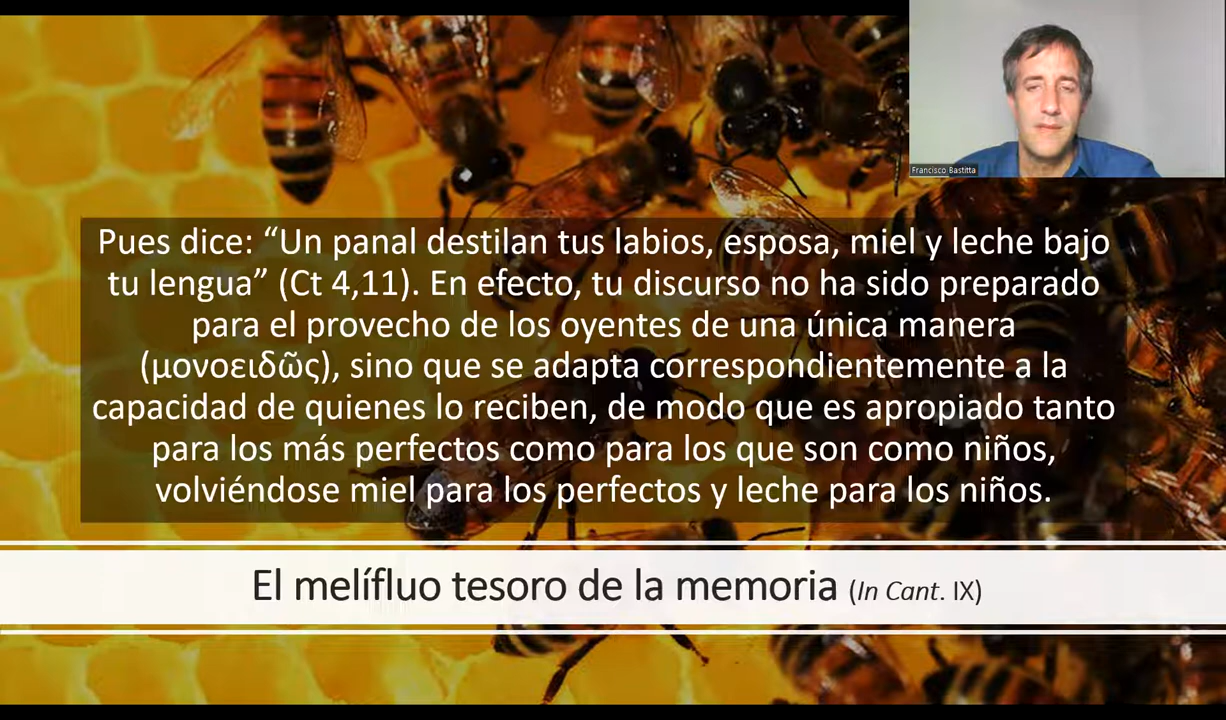 Francisco Bastitta
Pues dice: “Un panal destilan tus labios, esposa, miel y leche bajo
tu lengua” (Ct 4,11). En efecto, tu discurso no ha sido preparado
para el provecho de los oyentes de una única manera
(μονοειδῶς), sino que se adapta correspondientemente a la
capacidad de quienes lo reciben, de modo que es apropiado tanto
para los más perfectos como para los que son como niños,
volviéndose miel para los perfectos y leche para los niños.
El melífluo tesoro de la memoria (In Cant. IX)